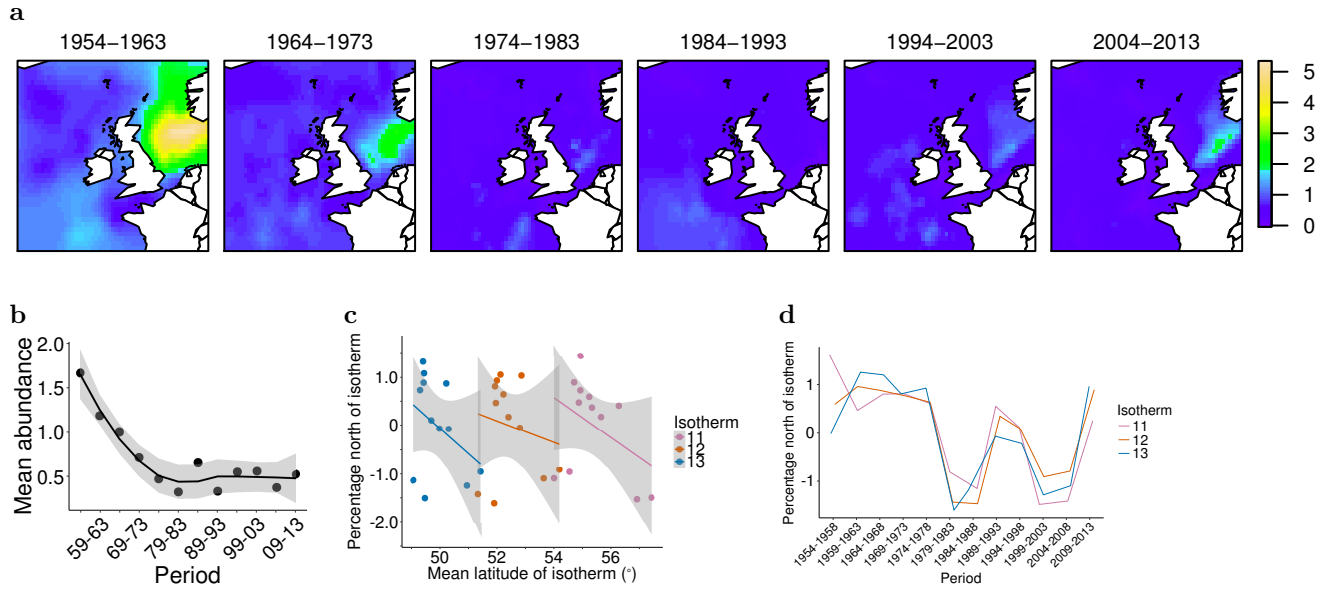 a
1954–1963 1964–1973 1974–1983 1984–1993 1994–2003 2004–2013
5
4
3
2
1
0
b
Mean abundance
2.0
1.5
1.0
0.5
59-63 69-73 79-83 89-93 99-03 09-13
Period
c
Percentage north of isotherm
1.0
0
-1.0
-2.0
50 52 54 56
Mean latitude of isotherm (°)
Isotherm
11
12
13
d
Percentage north of isotherm
1
0
-1
1954-1958 1959-1963 1964-1968 1969-1973 1974-1978 1979-1983 1984-1988 1989-1993 1994-1998 1999-2003 2004-2008 2009-2013
Period
Isotherm
11
12
13